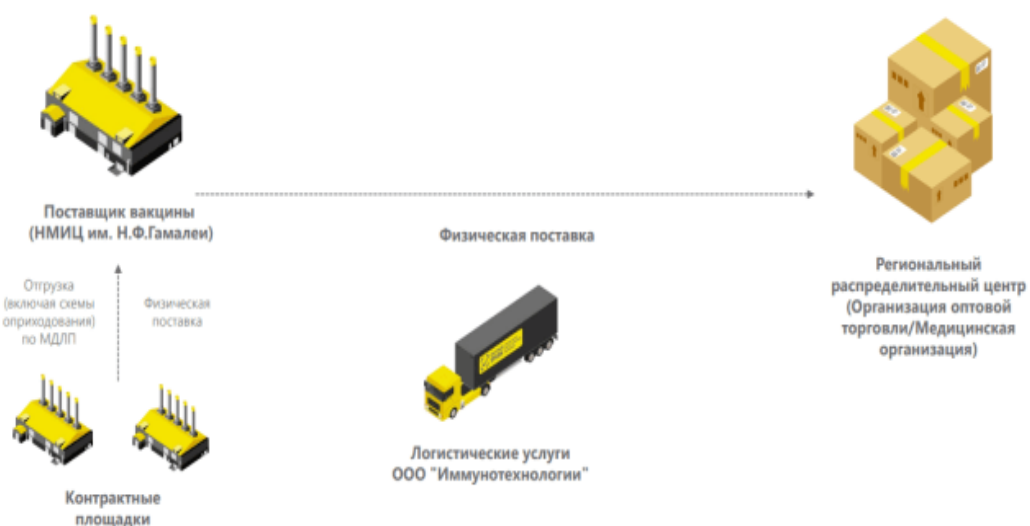 Поставщик вакцины
(НМИЦ им. Н.Ф.Гамалеи)
Физическая поставка
Региональный
распределительный центр
(Организация оптовой
торговли/Медицинская
организация)
Отгрузка
(включая схемы
оприходования)
по МДЛП
Физическая
поставка
Логистические услуги
ООО "Иммунотехнологии"
Контрактные
площадки